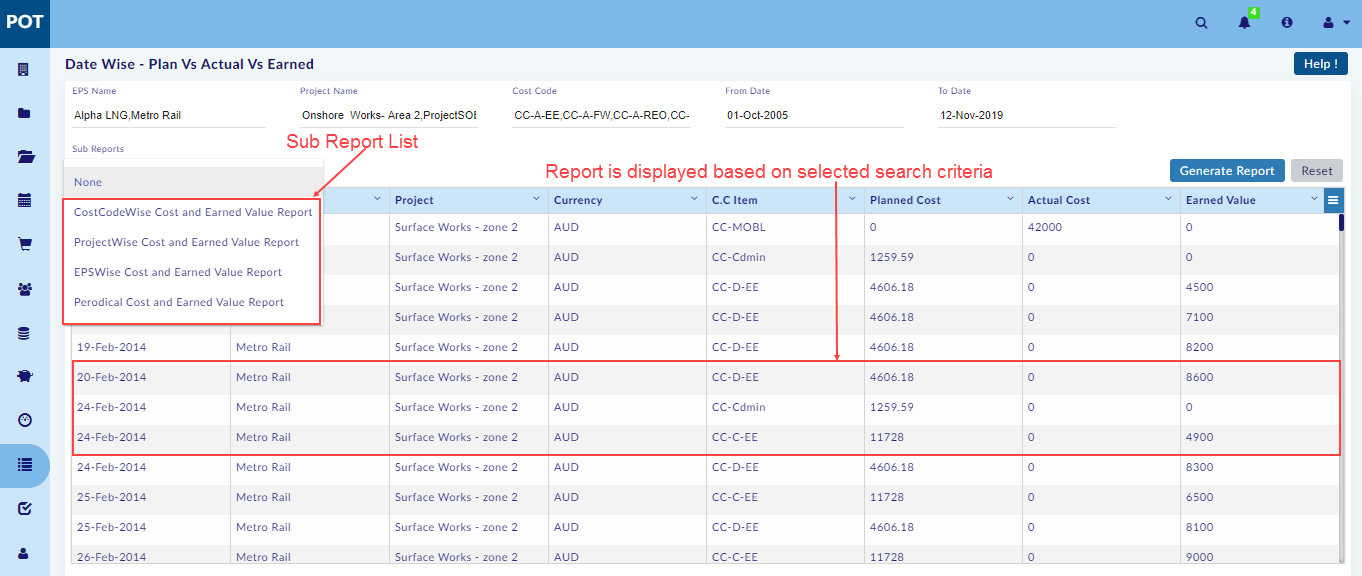 POT
4
Date Wise - Plan Vs Actual Vs Earned
Help !
EPS Name Project Name Cost Code From Date To Date
Alpha LNG,Metro Rail Onshore Works- Area 2,ProjectSOE CC-A-EE,CC-A-FW,CC-A-REO,CC- 01-Oct-2005 12-Nov-2019
Sub Report List
Sub Reports
Report is displayed based on selected search criteria
Generate Report Reset
None
Project Currency C.C Item Planned Cost Actual Cost Earned Value
CostCodeWise Cost and Earned Value Report
ProjectWise Cost and Earned Value Report
EPSWise Cost and Earned Value Report
Perodical Cost and Earned Value Report
Surface Works - zone 2 AUD CC-MOBL 0 42000 0
Surface Works - zone 2 AUD CC-Cdmin 1259.59 0 0
Surface Works - zone 2 AUD CC-D-EE 4606.18 0 4500
Surface Works - zone 2 AUD CC-D-EE 4606.18 0 7100
19-Feb-2014 Metro Rail Surface Works - zone 2 AUD CC-D-EE 4606.18 0 8200
20-Feb-2014 Metro Rail Surface Works - zone 2 AUD CC-D-EE 4606.18 0 8600
24-Feb-2014 Metro Rail Surface Works - zone 2 AUD CC-Cdmin 1259.59 0 0
24-Feb-2014 Metro Rail Surface Works - zone 2 AUD CC-C-EE 11728 0 4900
24-Feb-2014 Metro Rail Surface Works - zone 2 AUD CC-D-EE 4606.18 0 8300
25-Feb-2014 Metro Rail Surface Works - zone 2 AUD CC-C-EE 11728 0 6500
25-Feb-2014 Metro Rail Surface Works - zone 2 AUD CC-D-EE 4606.18 0 8100
26-Feb-2014 Metro Rail Surface Works - zone 2 AUD CC-C-EE 11728 0 9000